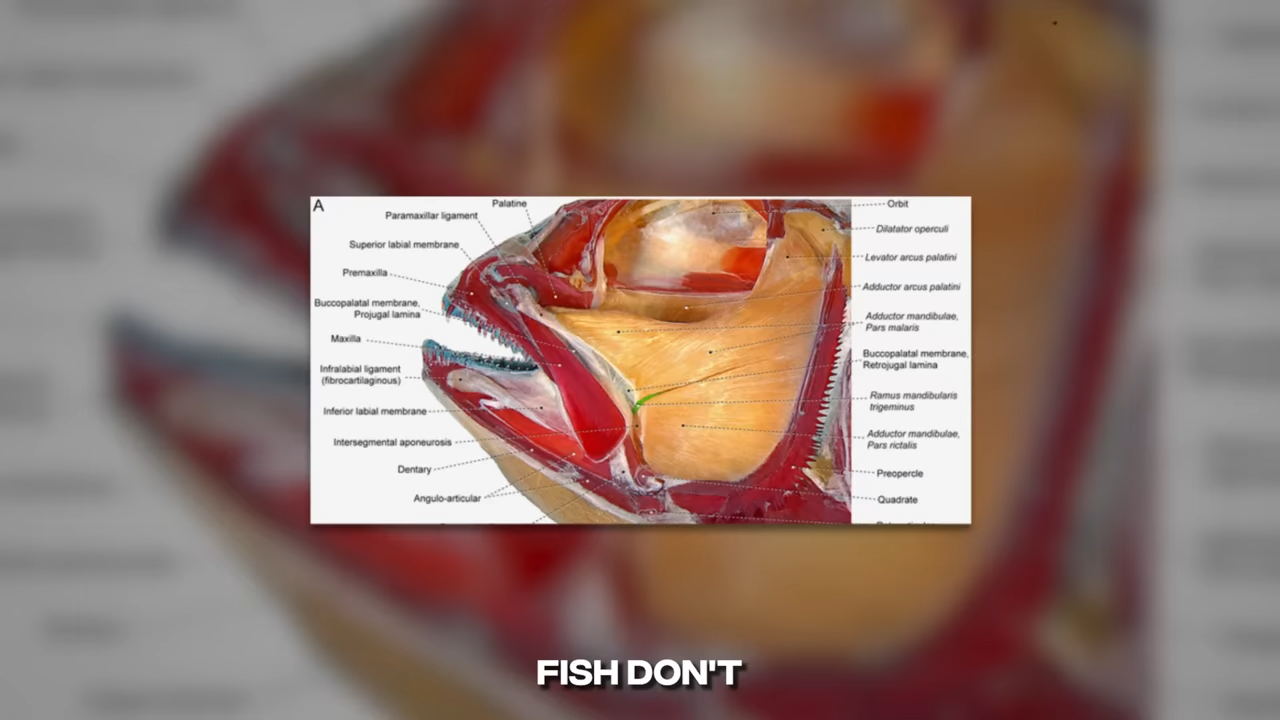 A
Palatine
Paramaxillar ligament
Superior labial membrane
Premaxilla
Buccopalatal membrane,
Projugal lamina
Maxilla
Infralabial ligament
(fibrocartilaginous)
Inferior labial membrane
Intersegmental aponeurosis
Dentary
Angulo-articular
Orbit
Dilatator operculi
Levator arcus palatini
Adductor arcus palatini
Adductor mandibulae,
Pars malaris
Buccopalatal membrane,
Retrojugal lamina
Ramus mandibularis
trigeminus
Adductor mandibulae,
Pars rictalis
Preopercle
Quadrate
FISH DON'T